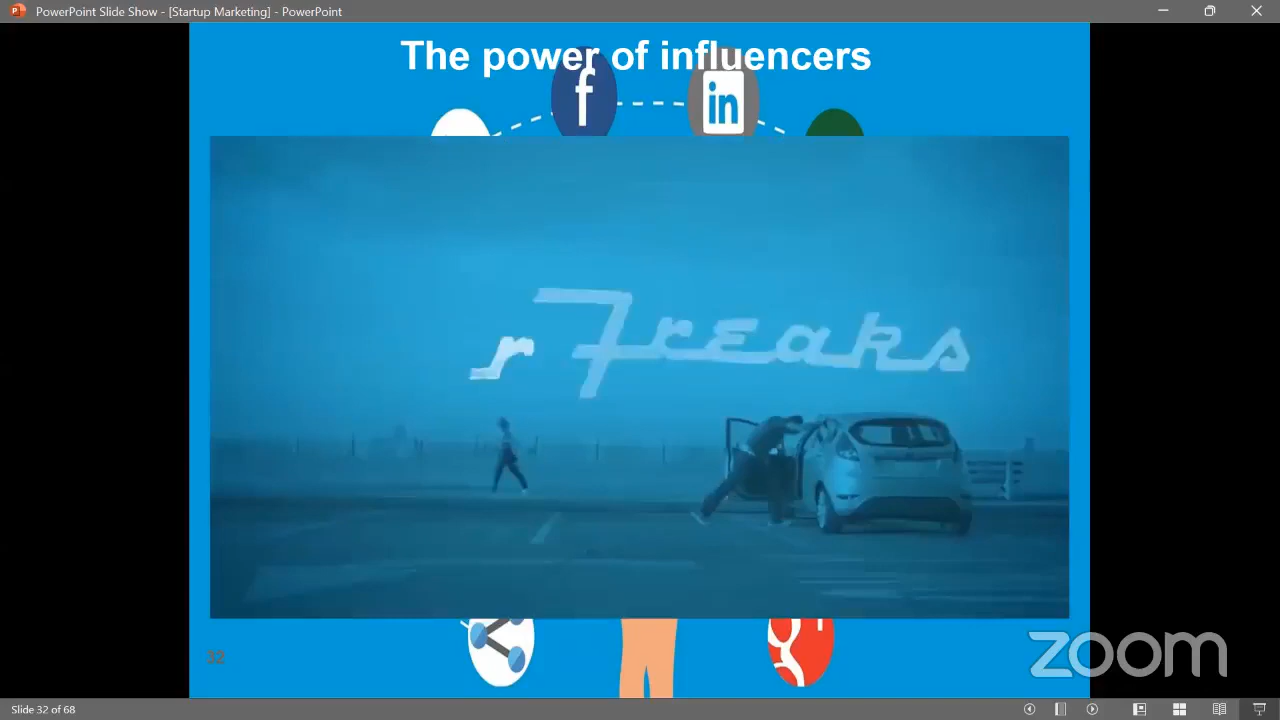 PowerPoint Slide Show - [Startup Marketing] - PowerPoint
The power of influencers
f
in
r Freaks
32
zoom
Slide 32 of 68